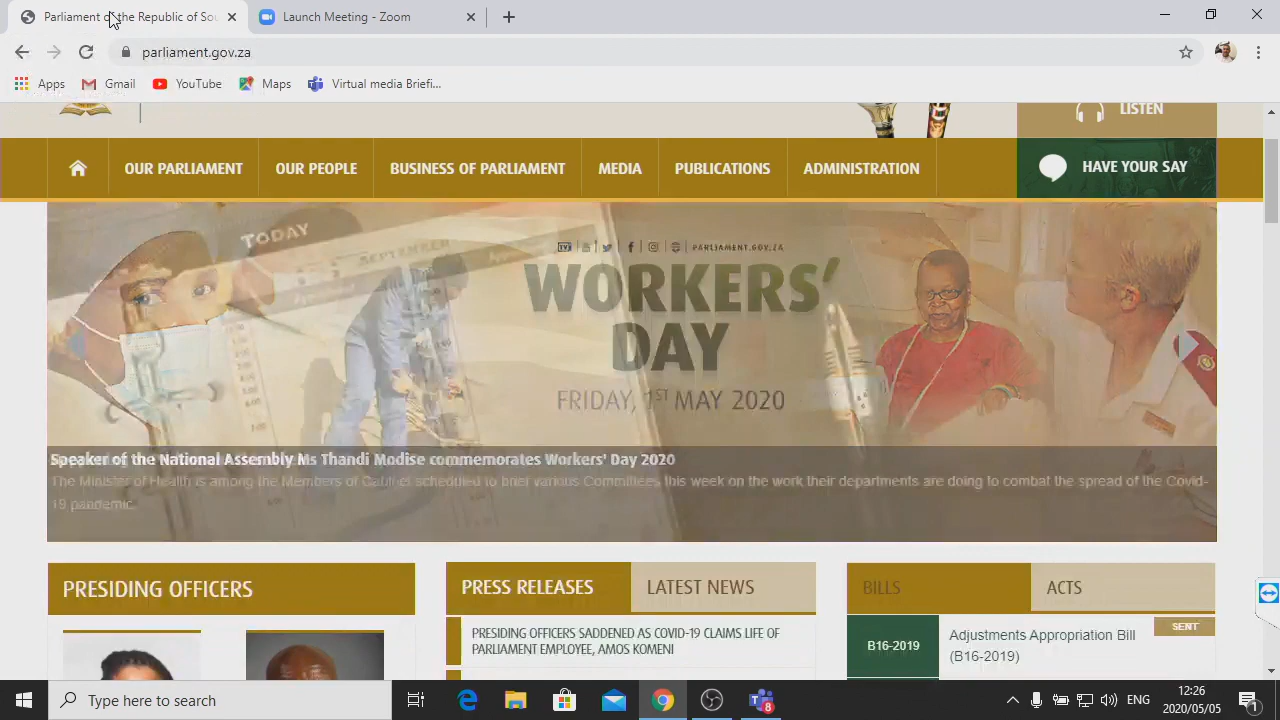 Parliament of the Republic of Sou
Launch Meeting - Zoom
parliament.gov.za
Apps
Gmail
YouTube
Maps
Virtual media Briefi...
LISTEN
OUR PARLIAMENT
OUR PEOPLE
BUSINESS OF PARLIAMENT
MEDIA
PUBLICATIONS
ADMINISTRATION
HAVE YOUR SAY
TODAY
SEPTEMBER
PARLIAMENT.GOV.ZA
WORKERS'
DAY
FRIDAY, 1ST MAY 2020
Speaker of the National Assembly Ms Thandi Modise commemorates Workers' Day 2020
The Minister of Health is among the Members of Cabinet scheduled to brief various Committees this week on the work their departments are doing to combat the spread of the Covid-
19 pandemic.
PRESIDING OFFICERS
PRESS RELEASES
LATEST NEWS
BILLS
ACTS
PRESIDING OFFICERS SADDENED AS COVID-19 CLAIMS LIFE OF
PARLIAMENT EMPLOYEE, AMOS KOMENI
B16-2019
Adjustments Appropriation Bill
(B16-2019)
SENT
Type here to search
8
ENG
12:26
2020/05/05
1